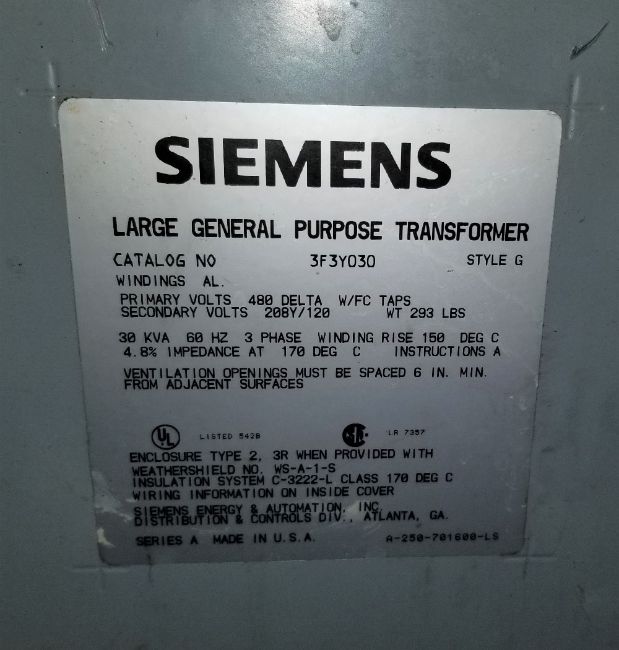 SIEMENS
LARGE GENERAL PURPOSE TRANSFORMER
CATALOG NO 3F3Y030 STYLE G
WINDINGS AL.
PRIMARY VOLTS 480 DELTA W/FC TAPS
SECONDARY VOLTS 208Y/120 WT 293 LBS
30 KVA 60 HZ 3 PHASE WINDING RISE 150 DEG C
4.8% IMPEDANCE AT 170 DEG C INSTRUCTIONS A
VENTILATION OPENINGS MUST BE SPACED 6 IN. MIN.
FROM ADJACENT SURFACES
UL LISTED 542B SA LR 7357
ENCLOSURE TYPE 2, 3R WHEN PROVIDED WITH
WEATHERSHIELD NO. WS-A-1-S
INSULATION SYSTEM C-3222-L CLASS 170 DEG C
WIRING INFORMATION ON INSIDE COVER
SIEMENS ENERGY & AUTOMATION, INC.
DISTRIBUTION & CONTROLS DIV., ATLANTA, GA.
SERIES A MADE IN U.S.A. A-250-701600-LS